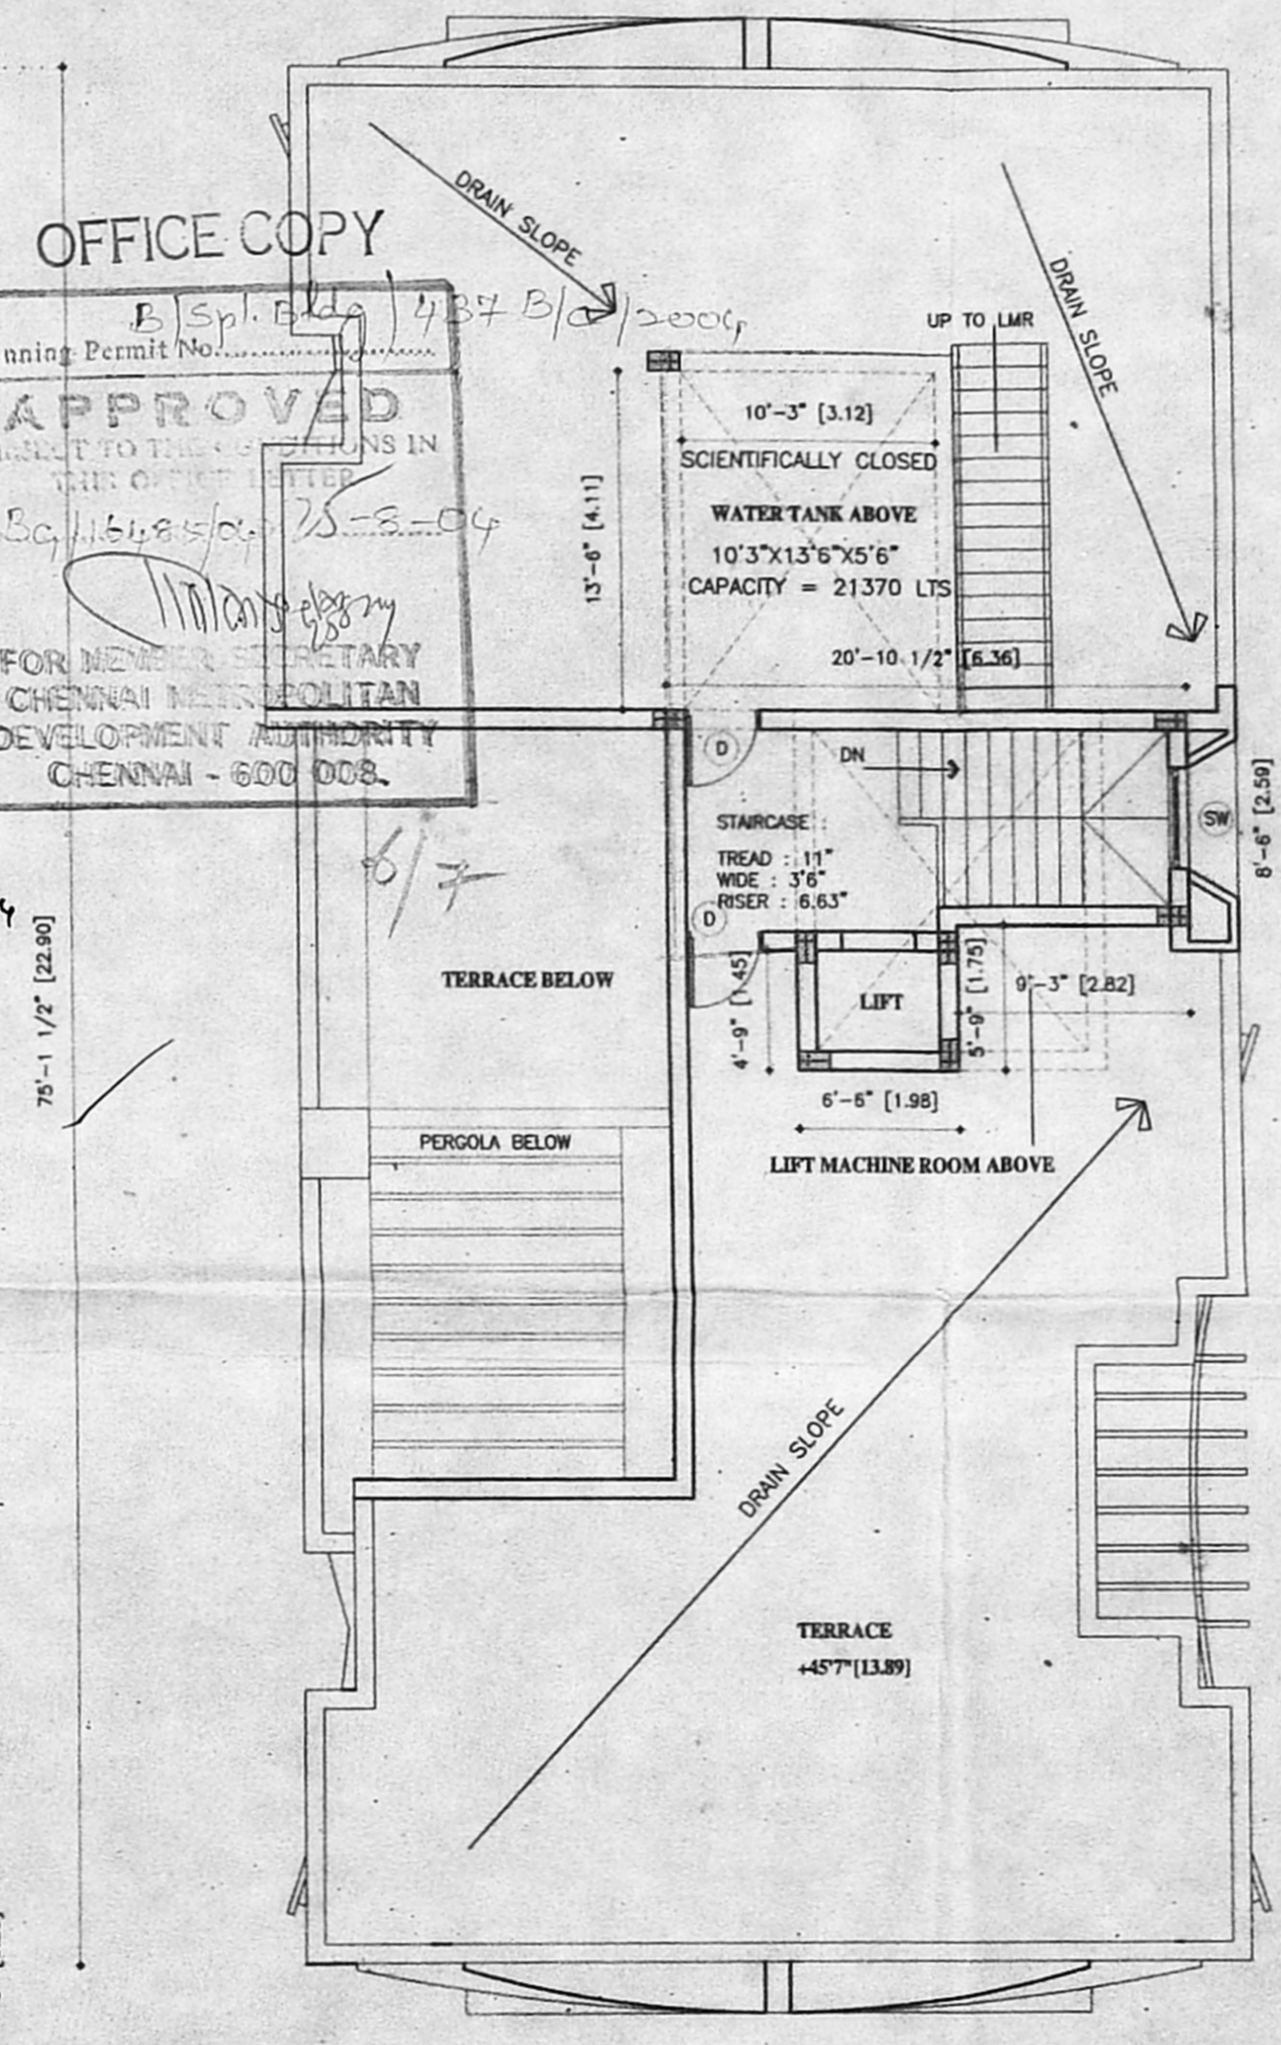 OFFICE COPY
B/Spl. Bldg/437 B/ /2004
nning Permit No.
APPROVED
TO THE CONDITIONS IN
THIS OFFICE LETTER
25-8-04
FOR MEMBER SECRETARY
CHENNAI METROPOLITAN
DEVELOPMENT AUTHORITY
CHENNAI - 600 008.
6/7
DRAIN SLOPE
DRAIN SLOPE
UP TO LMR
10'-3" [3.12]
SCIENTIFICALLY CLOSED
WATER TANK ABOVE
10'3"X13'6"X5'6"
CAPACITY = 21370 LTS
13'-6" [4.11]
20'-10 1/2" [6.36]
D
DN
STAIRCASE :
TREAD : 11"
WIDE : 3'6"
RISER : 6.63"
SW
8'-6" [2.59]
D
75'-1 1/2" [22.90]
TERRACE BELOW
LIFT
4'-9" [1.45]
5'-9" [1.75]
9'-3" [2.82]
6'-6" [1.98]
PERGOLA BELOW
LIFT MACHINE ROOM ABOVE
DRAIN SLOPE
TERRACE
+45'7"[13.89]